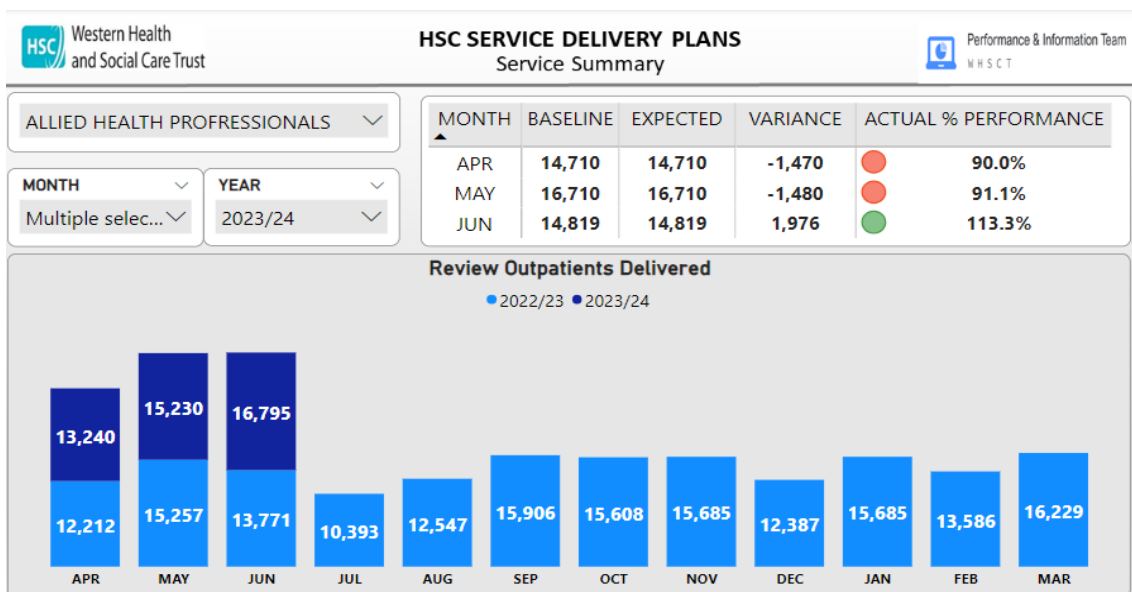 HSC
Western Health
and Social Care Trust
HSC SERVICE DELIVERY PLANS
Service Summary
Performance & Information Team
WHSCT
ALLIED HEALTH PROFRESSIONALS
MONTH
Multiple selec...
YEAR
2023/24
MONTH BASELINE EXPECTED VARIANCE ACTUAL % PERFORMANCE
APR 14,710 14,710 -1,470 90.0%
MAY 16,710 16,710 -1,480 91.1%
JUN 14,819 14,819 1,976 113.3%
Review Outpatients Delivered
2022/23 2023/24
13,240 15,230 16,795
12,212 15,257 13,771 10,393 12,547 15,906 15,608 15,685 12,387 15,685 13,586 16,229
APR MAY JUN JUL AUG SEP OCT NOV DEC JAN FEB MAR